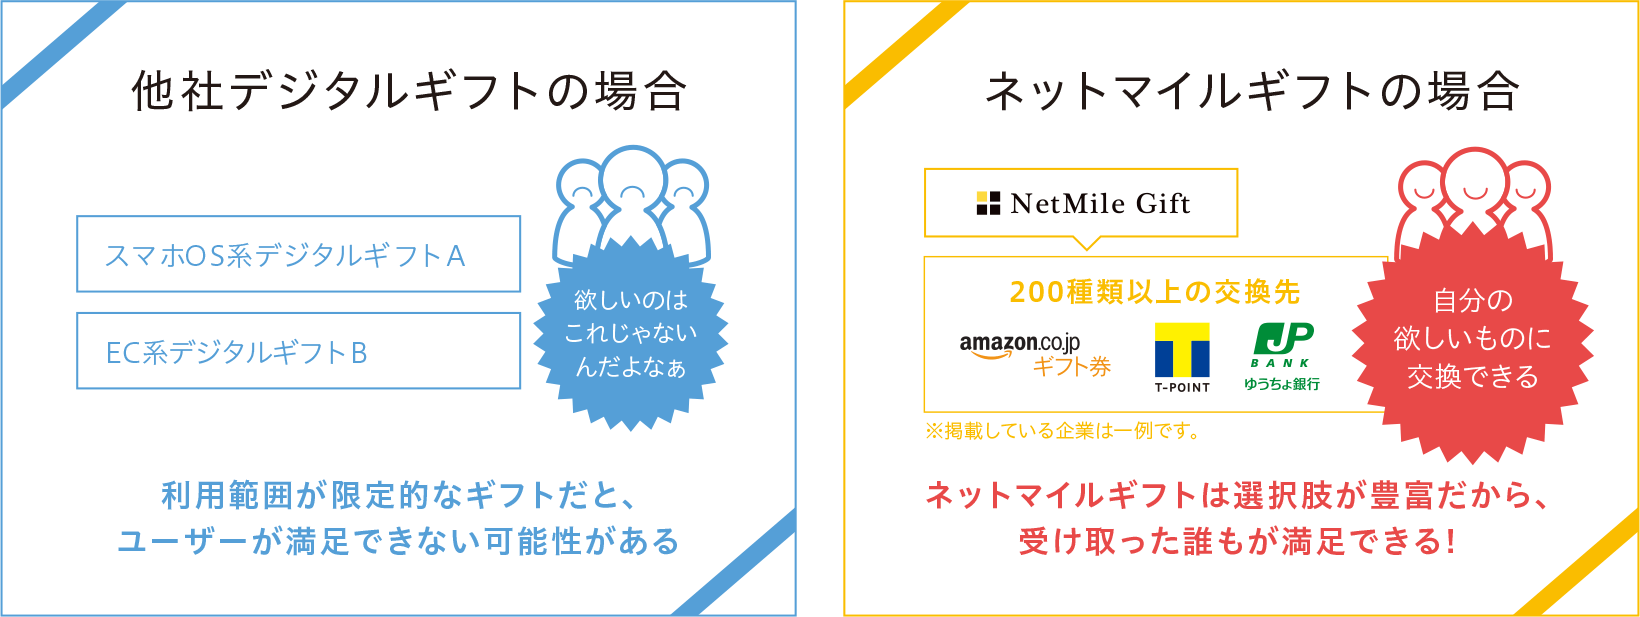 他社デジタルギフトの場合
スマホOS系デジタルギフトA
EC系デジタルギフトB
欲しいのは
これじゃない
んだよなぁ
利用範囲が限定的なギフトだと、
ユーザーが満足できない可能性がある
ネットマイルギフトの場合
NetMile Gift
200種類以上の交換先
amazon.co.jp
ギフト券
T-POINT
JP
BANK
ゆうちょ銀行
※掲載している企業は一例です。
自分の
欲しいものに
交換できる
ネットマイルギフトは選択肢が豊富だから、
受け取った誰もが満足できる!